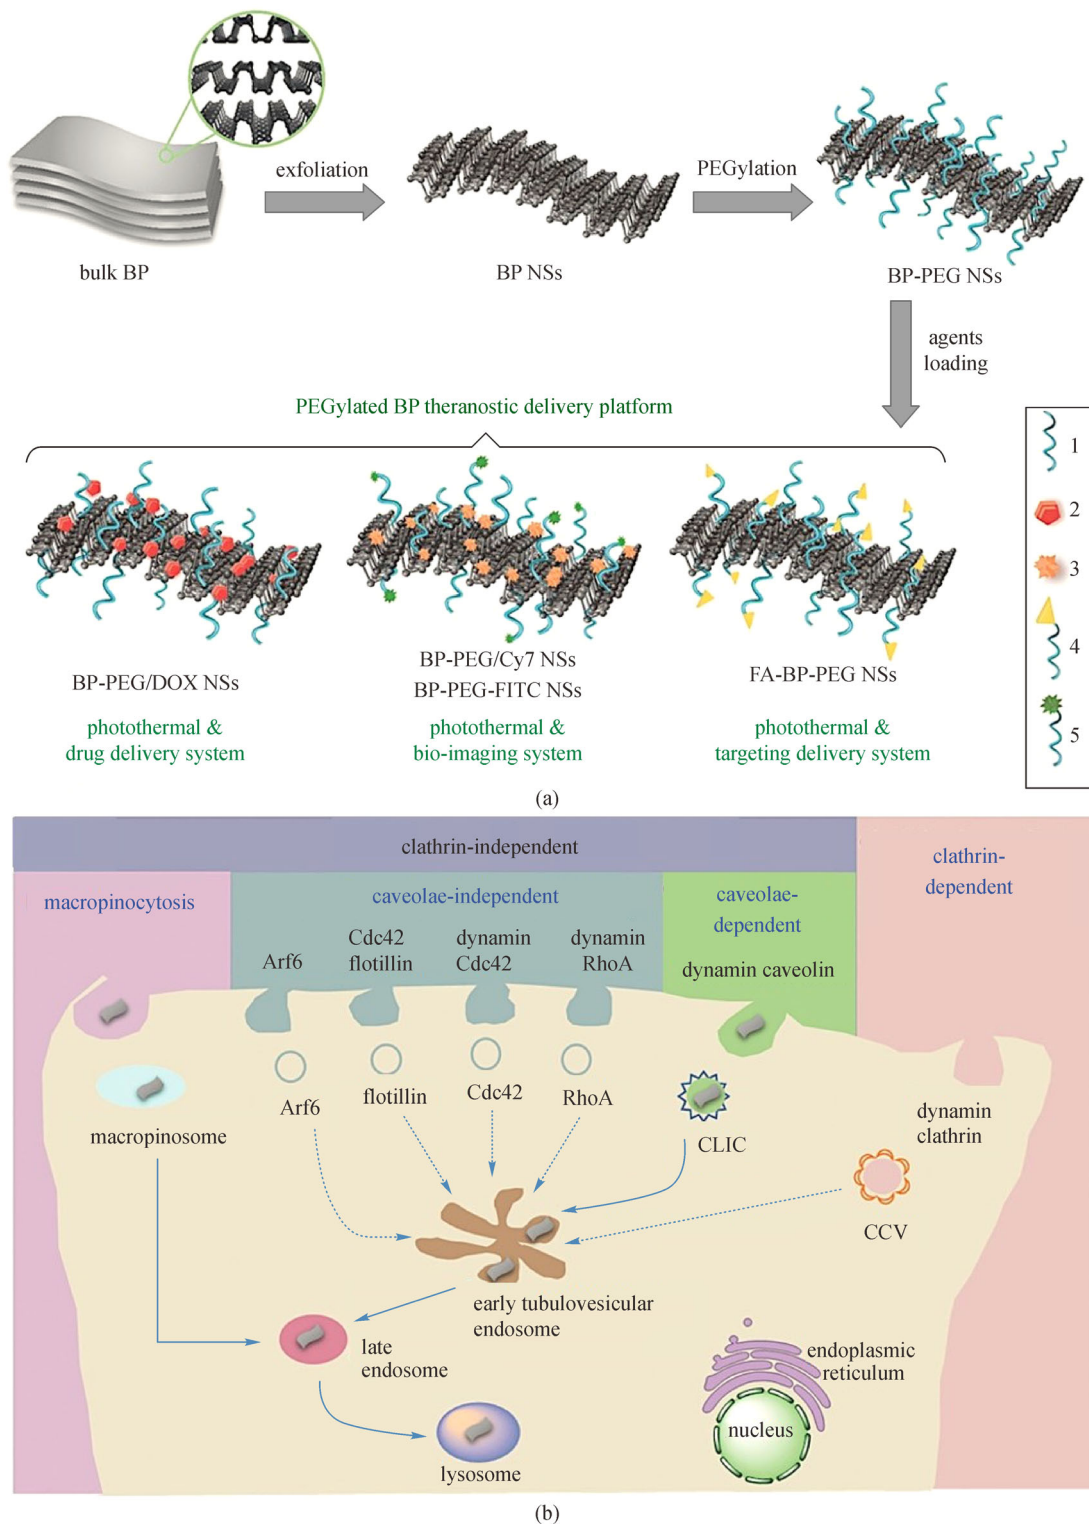 exfoliation
PEGylation
bulk BP
BP NSs
BP-PEG NSs
agents
loading
PEGylated BP theranostic delivery platform
1
2
3
4
5
BP-PEG/DOX NSs
photothermal &
drug delivery system
BP-PEG/Cy7 NSs
BP-PEG-FITC NSs
photothermal &
bio-imaging system
FA-BP-PEG NSs
photothermal &
targeting delivery system
(a)
clathrin-independent
clathrin-
dependent
macropinocytosis
caveolae-independent
caveolae-
dependent
Arf6
Cdc42
flotillin
dynamin
Cdc42
dynamin
RhoA
dynamin caveolin
macropinosome
Arf6
flotillin
Cdc42
RhoA
CLIC
dynamin
clathrin
CCV
early tubulovesicular
endosome
late
endosome
lysosome
endoplasmic
reticulum
nucleus
(b)